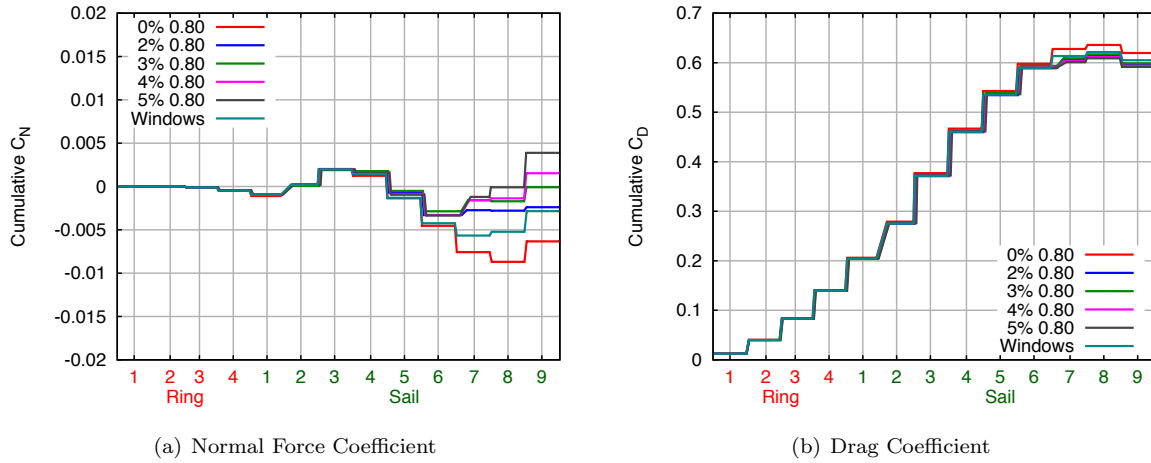 0.02
0.015
0.01
0.005
0
-0.005
-0.01
-0.015
-0.02
Cumulative C_N
0% 0.80
2% 0.80
3% 0.80
4% 0.80
5% 0.80
Windows
1 2 3 4 1 2 3 4 5 6 7 8 9
Ring Sail
(a) Normal Force Coefficient
0.7
0.6
0.5
0.4
0.3
0.2
0.1
0
Cumulative C_D
0% 0.80
2% 0.80
3% 0.80
4% 0.80
5% 0.80
Windows
1 2 3 4 1 2 3 4 5 6 7 8 9
Ring Sail
(b) Drag Coefficient